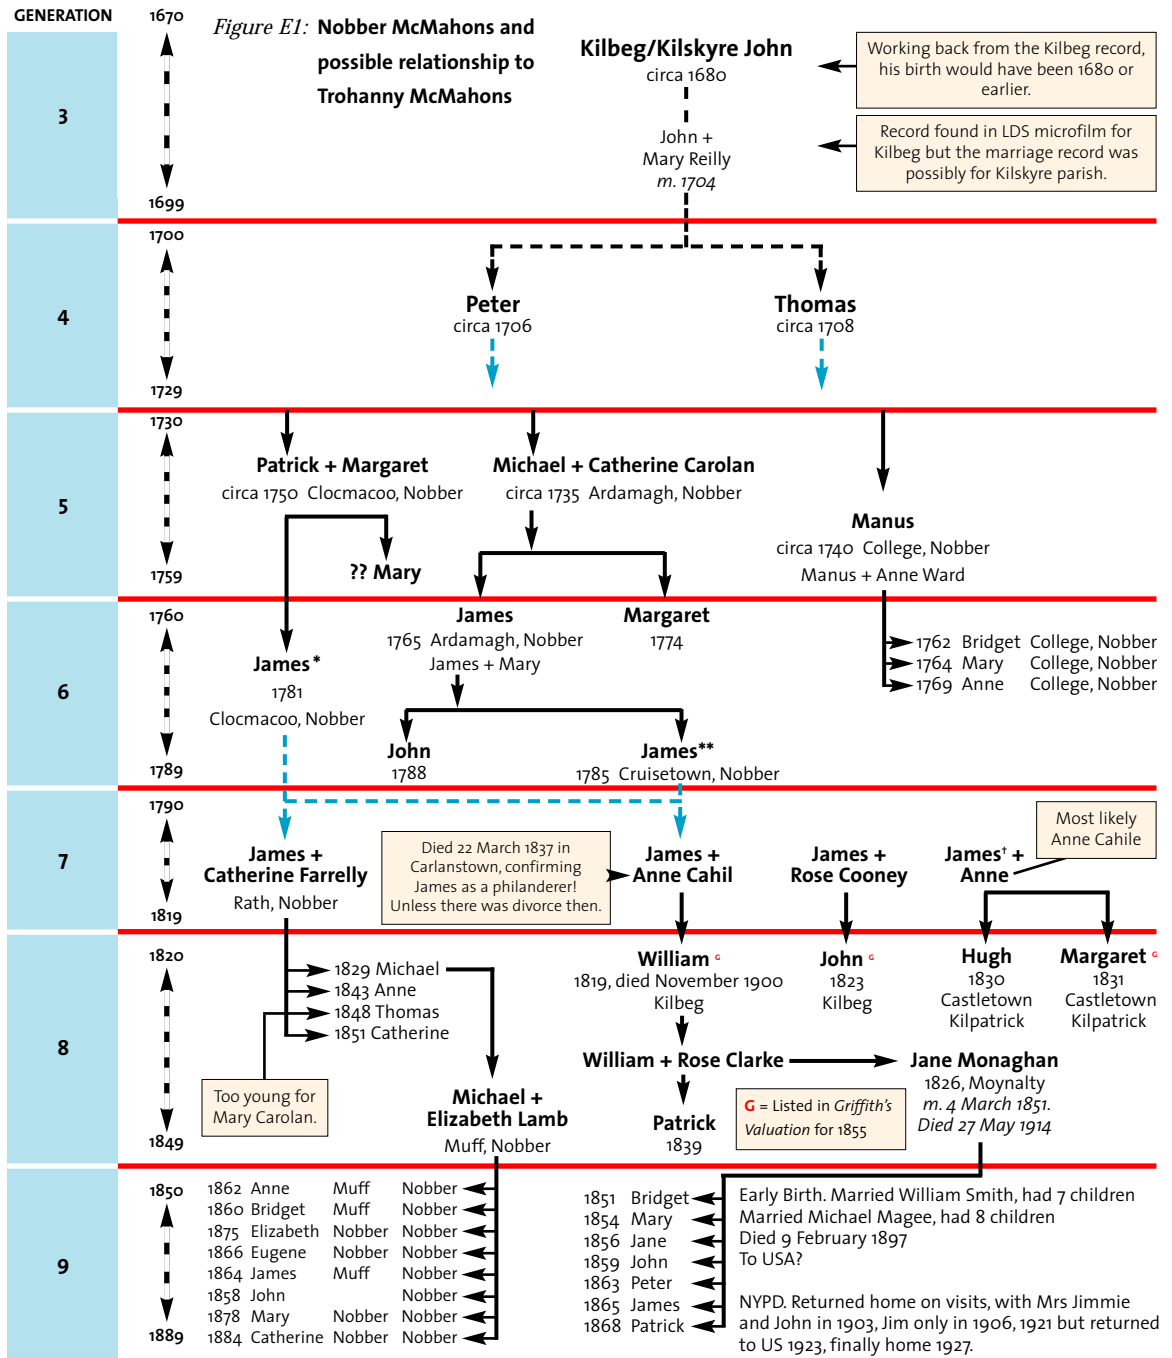 GENERATION
1670
Figure E1: Nobber McMahons and
possible relationship to
Trohanny McMahons
Kilbeg/Kilskyre John
circa 1680
Working back from the Kilbeg record,
his birth would have been 1680 or
earlier.
3
John +
Mary Reilly
m. 1704
Record found in LDS microfilm for
Kilbeg but the marriage record was
possibly for Kilskyre parish.
1699
1700
4
Peter
circa 1706
Thomas
circa 1708
1729
1730
Patrick + Margaret
circa 1750 Clocmacoo, Nobber
Michael + Catherine Carolan
circa 1735 Ardamagh, Nobber
5
Manus
circa 1740 College, Nobber
Manus + Anne Ward
?? Mary
1759
1760
James
1765 Ardamagh, Nobber
James + Mary
Margaret
1774
1762 Bridget College, Nobber
1764 Mary College, Nobber
1769 Anne College, Nobber
James *
1781
Clocmacoo, Nobber
6
John
1788
James**
1785 Cruisetown, Nobber
1789
1790
Most likely
Anne Cahile
7
James +
Catherine Farrelly
Rath, Nobber
Died 22 March 1837 in
Carlanstown, confirming
James as a philanderer!
Unless there was divorce then.
James +
Anne Cahil
James +
Rose Cooney
James† +
Anne
1819
1820
1829 Michael
1843 Anne
1848 Thomas
1851 Catherine
William G
1819, died November 1900
Kilbeg
John G
1823
Kilbeg
Hugh
1830
Castletown
Kilpatrick
Margaret G
1831
Castletown
Kilpatrick
8
William + Rose Clarke
Jane Monaghan
1826, Moynalty
m. 4 March 1851.
Died 27 May 1914
Too young for
Mary Carolan.
Michael +
Elizabeth Lamb
Muff, Nobber
Patrick
1839
G = Listed in Griffith's
Valuation for 1855
1849
1850
9
1889
1862 Anne Muff Nobber
1860 Bridget Muff Nobber
1875 Elizabeth Nobber Nobber
1866 Eugene Nobber Nobber
1864 James Muff Nobber
1858 John Nobber
1878 Mary Nobber Nobber
1884 Catherine Nobber Nobber
1851 Bridget Early Birth. Married William Smith, had 7 children
1854 Mary Married Michael Magee, had 8 children
1856 Jane Died 9 February 1897
1859 John To USA?
1863 Peter
1865 James NYPD. Returned home on visits, with Mrs Jimmie
1868 Patrick and John in 1903, Jim only in 1906, 1921 but returned
to US 1923, finally home 1927.